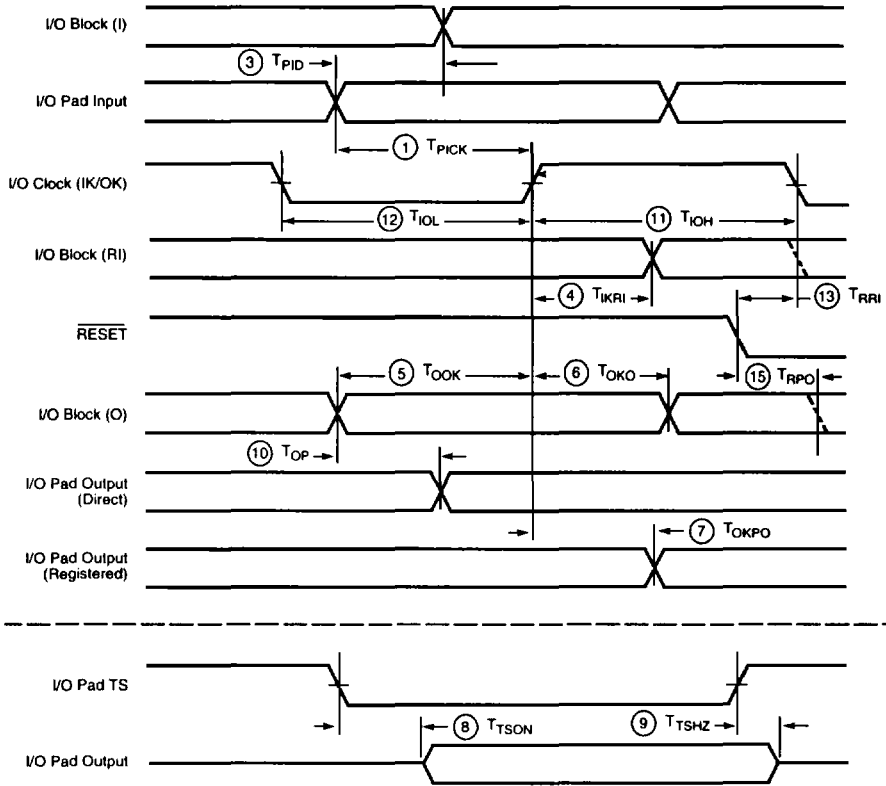 I/O Block (I)
3 TPID
I/O Pad Input
1 TPICK
I/O Clock (IK/OK)
12 TIOL
11 TIOH
I/O Block (RI)
4 TIKRI
13 TRRI
RESET
5 TOOK
6 TOKO
15 TRPO
I/O Block (O)
10 TOP
I/O Pad Output
(Direct)
7 TOKPO
I/O Pad Output
(Registered)
I/O Pad TS
8 TTSON
9 TTSHZ
I/O Pad Output